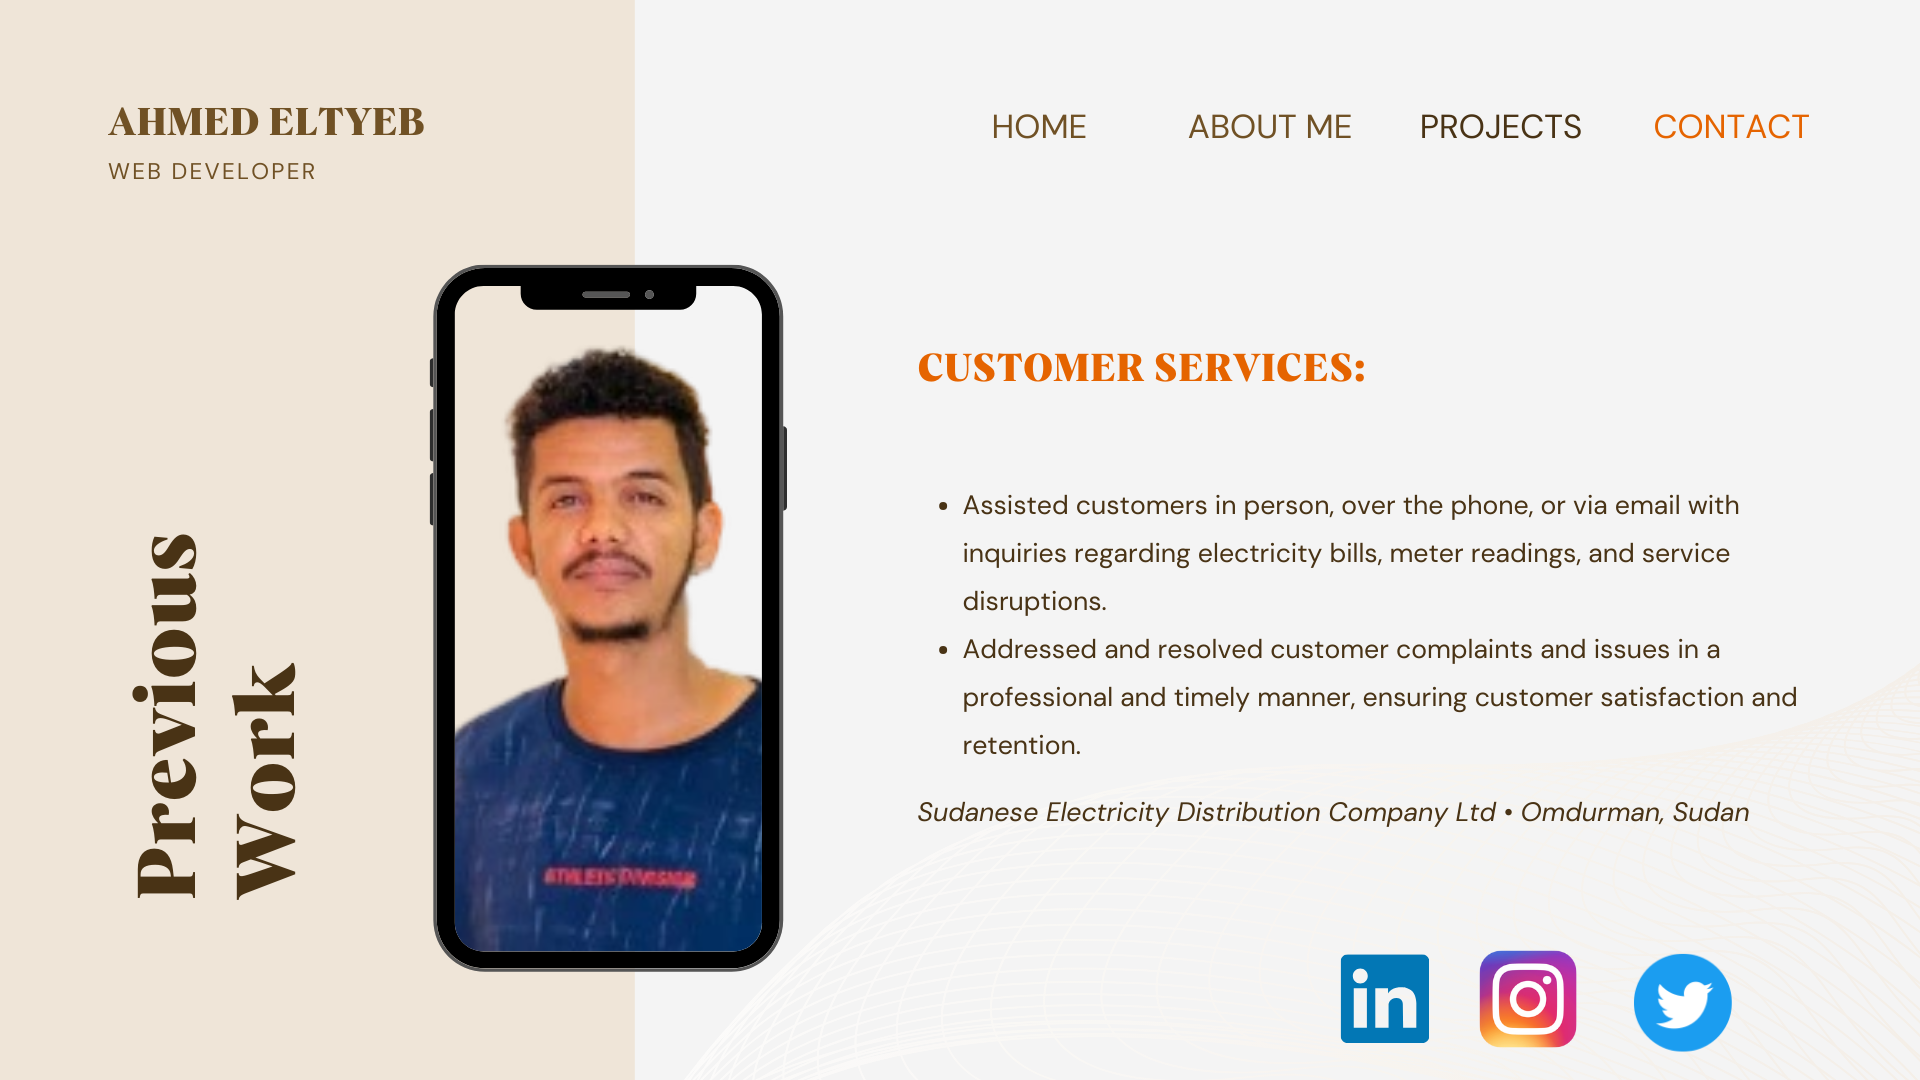 AHMED ELTYEB
WEB DEVELOPER
HOME ABOUT ME PROJECTS CONTACT
Previous
Work
CUSTOMER SERVICES:
• Assisted customers in person, over the phone, or via email with
inquiries regarding electricity bills, meter readings, and service
disruptions.
• Addressed and resolved customer complaints and issues in a
professional and timely manner, ensuring customer satisfaction and
retention.
Sudanese Electricity Distribution Company Ltd • Omdurman, Sudan
ATHLETIC DIVISION
in